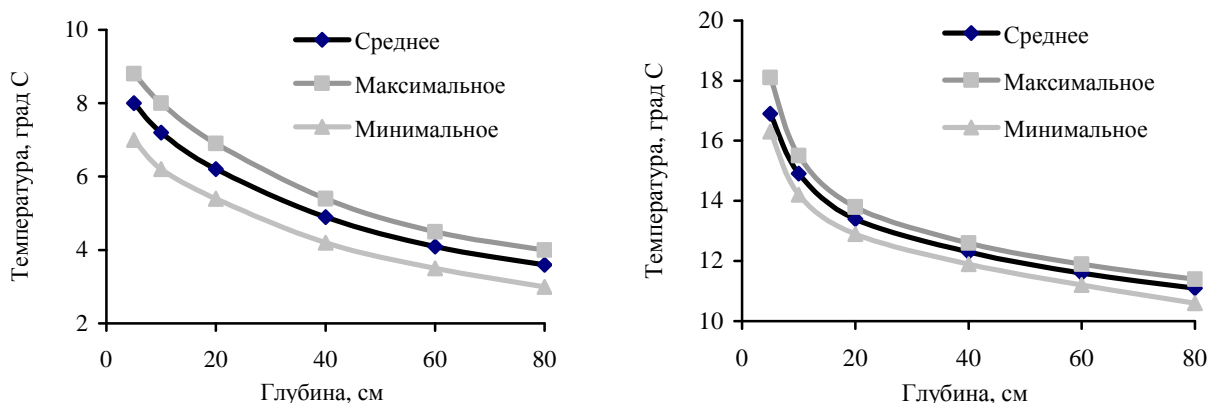 Температура, град С
10
8
6
4
2
0
20
40
60
80
Глубина, см
Среднее
Максимальное
Минимальное
Температура, град С
20
18
16
14
12
10
0
20
40
60
80
Глубина, см
Среднее
Максимальное
Минимальное